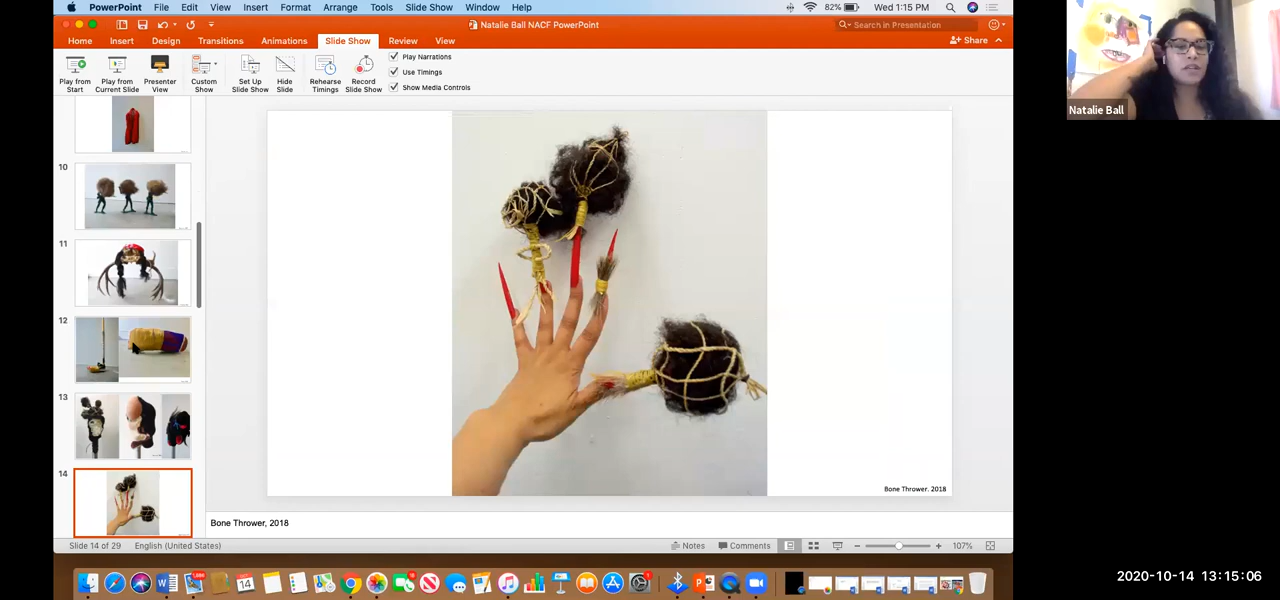 PowerPoint File Edit View Insert Format Arrange Tools Slide Show Window Help 82% Wed 1:15 PM
Natalie Ball NACF PowerPoint
Search in Presentation
Home Insert Design Transitions Animations Slide Show Review View
Share
Play from Start
Play from Current Slide
Presenter View
Custom Show
Set Up Slide Show
Hide Slide
Rehearse Timings
Record Slide Show
Play Narrations
Use Timings
Show Media Controls
10
11
12
13
14
Bone Thrower. 2018
Bone Thrower, 2018
Slide 14 of 29 English (United States)
Notes Comments 107%
Natalie Ball
2020-10-14 13:15:06